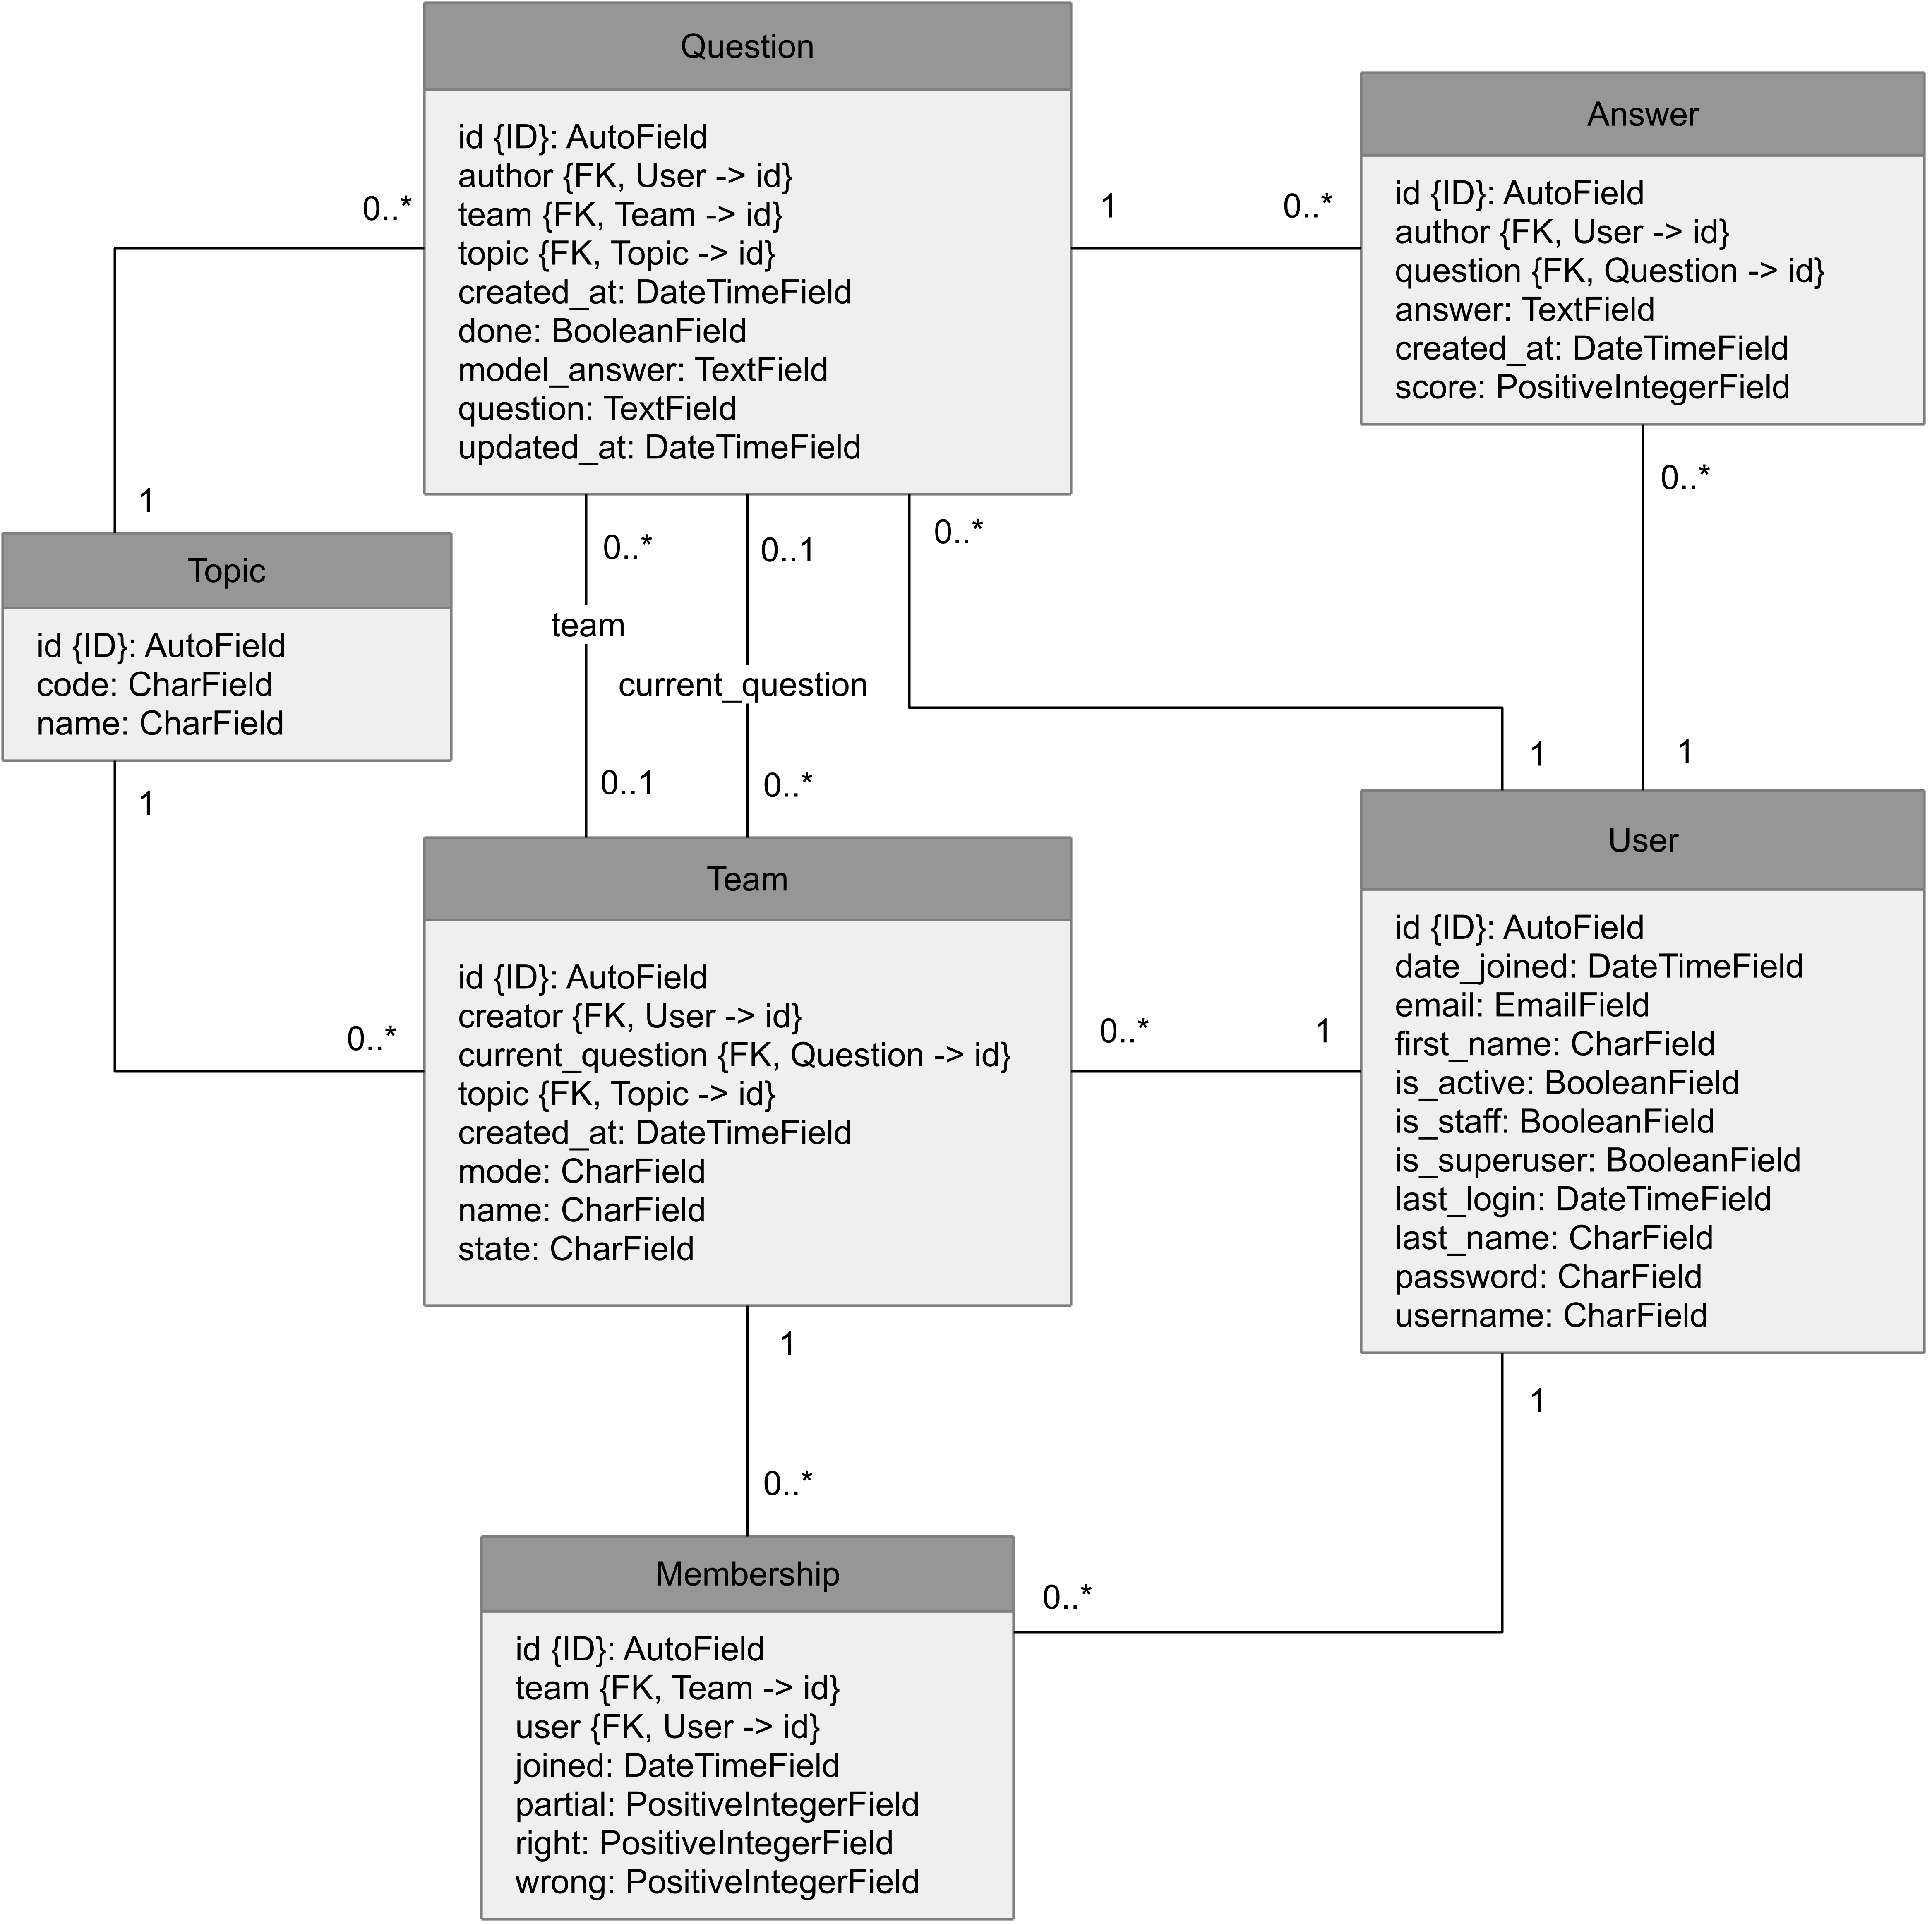 Question
id {ID}: AutoField
author {FK, User -> id}
team {FK, Team -> id}
topic {FK, Topic -> id}
created_at: DateTimeField
done: BooleanField
model_answer: TextField
question: TextField
updated_at: DateTimeField
Answer
id {ID}: AutoField
author {FK, User -> id}
question {FK, Question -> id}
answer: TextField
created_at: DateTimeField
score: PositiveIntegerField
0..*
1
0..*
1
0..*
0..1
0..*
0..*
team
current_question
0..1
0..*
1
1
Topic
id {ID}: AutoField
code: CharField
name: CharField
1
0..*
Team
id {ID}: AutoField
creator {FK, User -> id}
current_question {FK, Question -> id}
topic {FK, Topic -> id}
created_at: DateTimeField
mode: CharField
name: CharField
state: CharField
0..*
1
User
id {ID}: AutoField
date_joined: DateTimeField
email: EmailField
first_name: CharField
is_active: BooleanField
is_staff: BooleanField
is_superuser: BooleanField
last_login: DateTimeField
last_name: CharField
password: CharField
username: CharField
1
0..*
1
0..*
Membership
id {ID}: AutoField
team {FK, Team -> id}
user {FK, User -> id}
joined: DateTimeField
partial: PositiveIntegerField
right: PositiveIntegerField
wrong: PositiveIntegerField